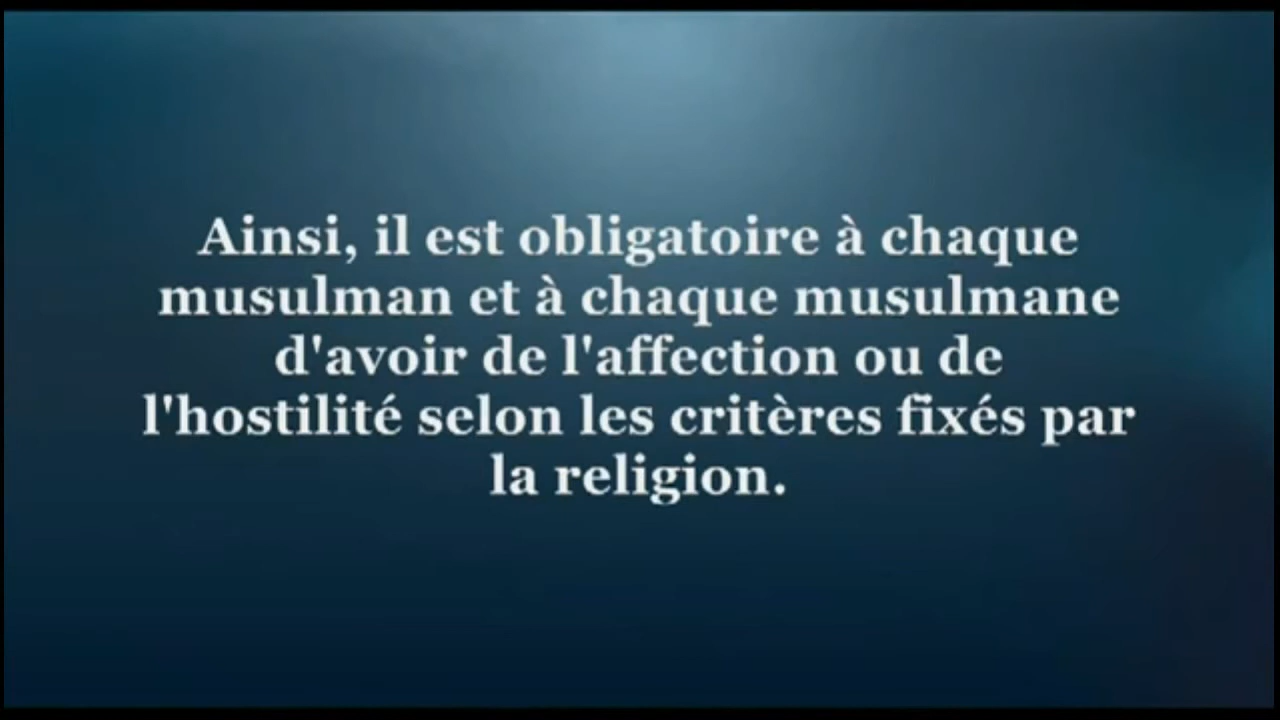 Ainsi, il est obligatoire à chaque
musulman et à chaque musulmane
d'avoir de l'affection ou de
l'hostilité selon les critères fixés par
la religion.